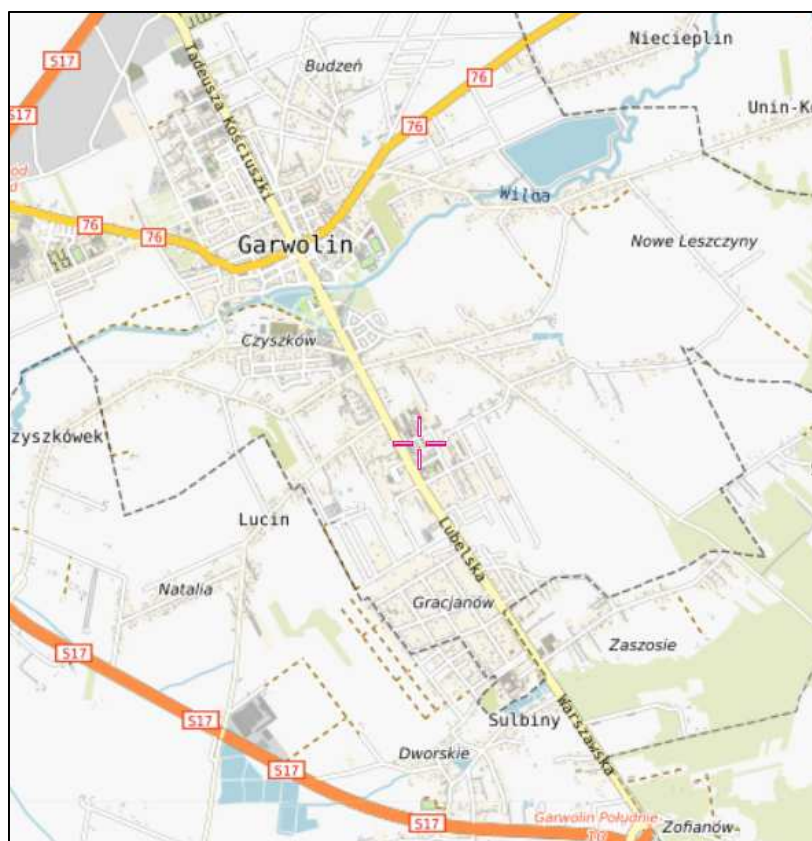 S17
Niecieplin
Budzeń
76
Tadeusza Kościuszki
76
S17
Unin-K
Wilga
76
76
Garwolin
Nowe Leszczyny
Czyszków
zyszkówek
Lucin
Lubelska
Natalia
Gracjanów
S17
Zaszosie
S17
Sulbiny
Warszawska
Dworskie
S17
S17
Garwolin Południe
Zofianów